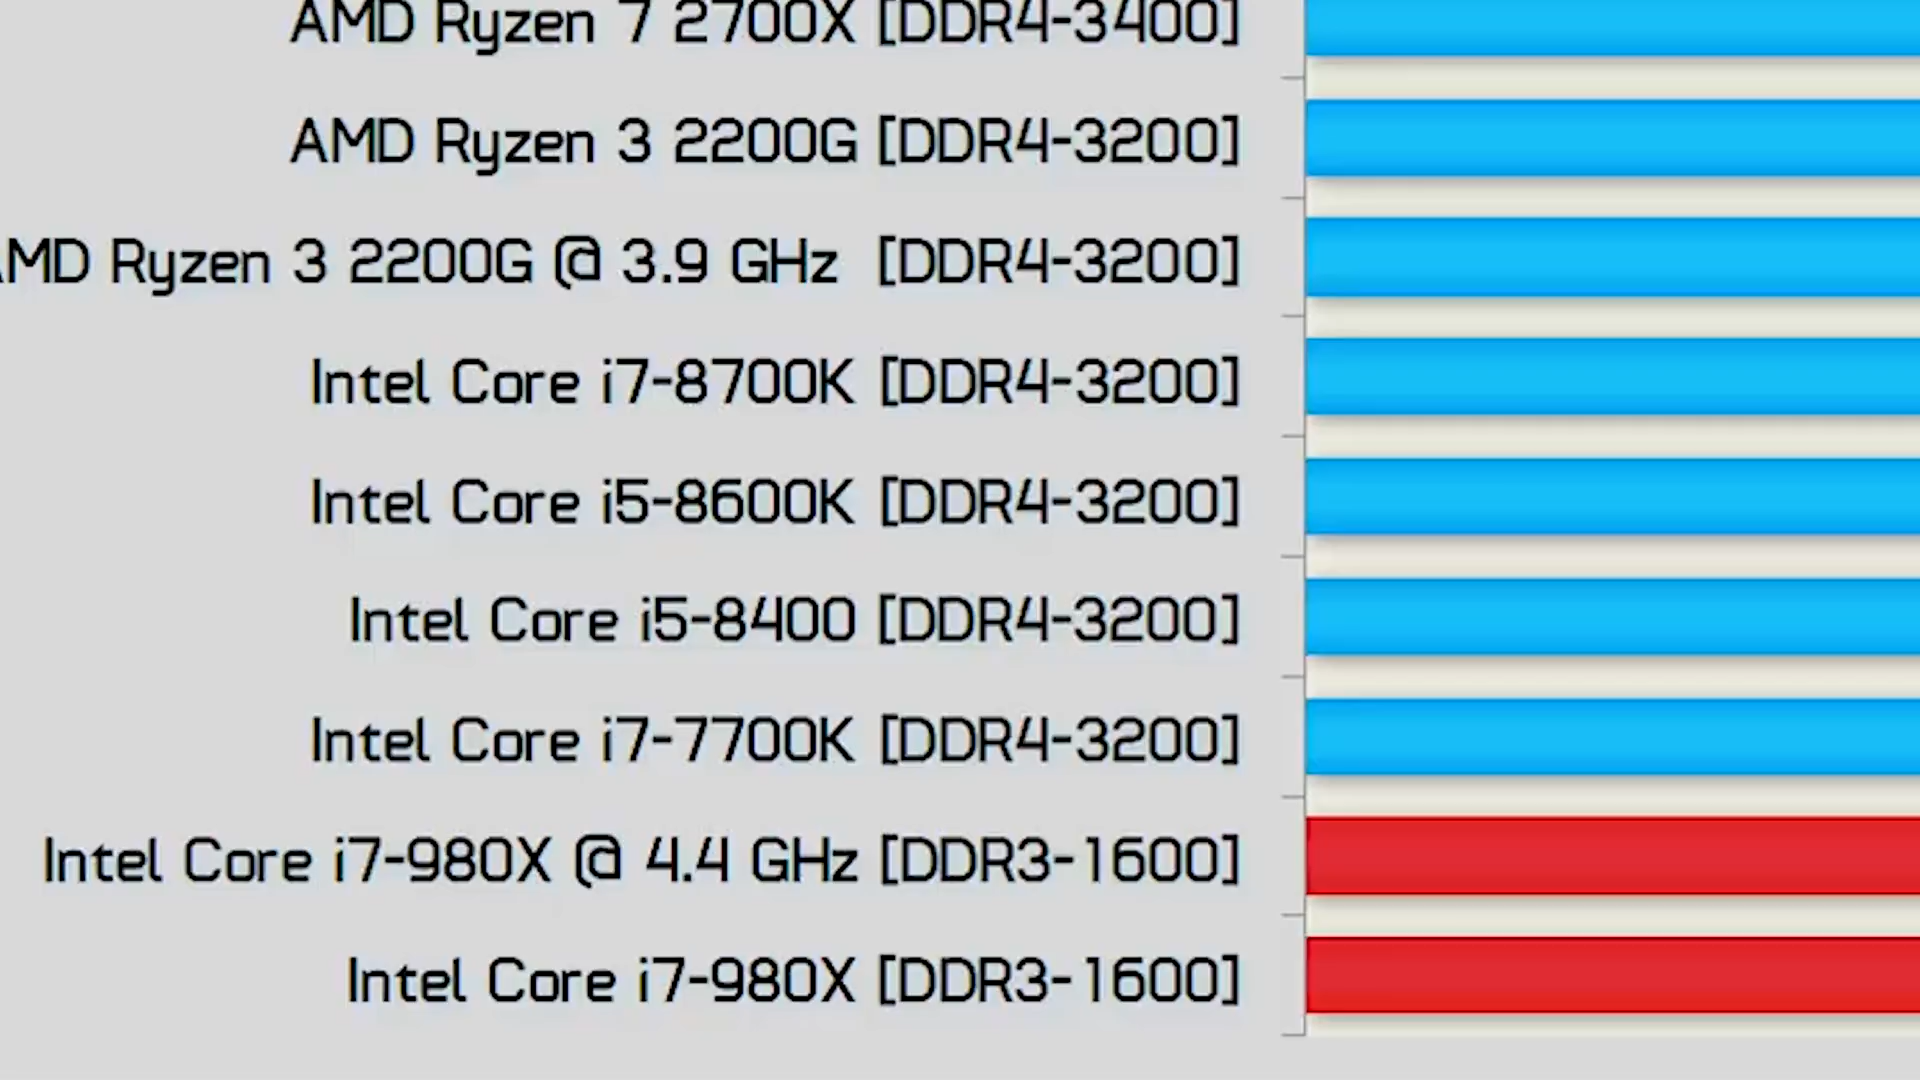 AMD Ryzen 7 2700X [DDR4-3400]
AMD Ryzen 3 2200G [DDR4-3200]
AMD Ryzen 3 2200G @ 3.9 GHz [DDR4-3200]
Intel Core i7-8700K [DDR4-3200]
Intel Core i5-8600K [DDR4-3200]
Intel Core i5-8400 [DDR4-3200]
Intel Core i7-7700K [DDR4-3200]
Intel Core i7-980X @ 4.4 GHz [DDR3-1600]
Intel Core i7-980X [DDR3-1600]